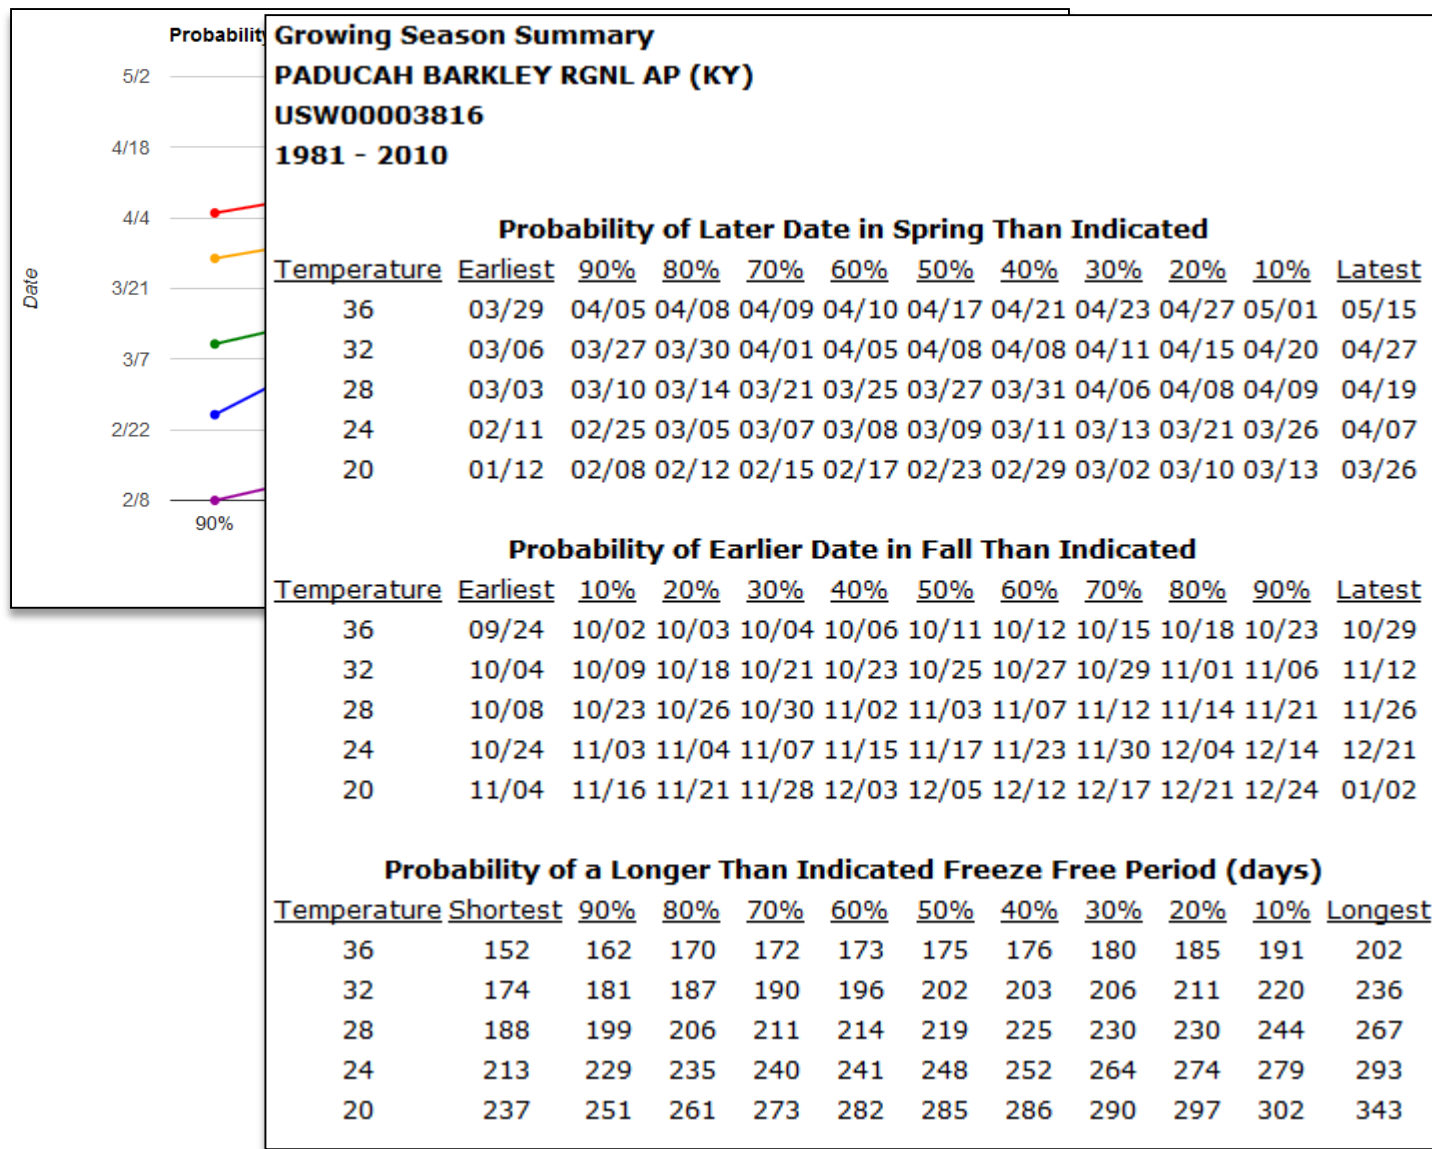 Probability
5/2
4/18
4/4
3/21
3/7
2/22
2/8
Date
90%
Growing Season Summary
PADUCAH BARKLEY RGNL AP (KY)
USW00003816
1981 - 2010
Probability of Later Date in Spring Than Indicated
Temperature Earliest 90% 80% 70% 60% 50% 40% 30% 20% 10% Latest
36 03/29 04/05 04/08 04/09 04/10 04/17 04/21 04/23 04/27 05/01 05/15
32 03/06 03/27 03/30 04/01 04/05 04/08 04/08 04/11 04/15 04/20 04/27
28 03/03 03/10 03/14 03/21 03/25 03/27 03/31 04/06 04/08 04/09 04/19
24 02/11 02/25 03/05 03/07 03/08 03/09 03/11 03/13 03/21 03/26 04/07
20 01/12 02/08 02/12 02/15 02/17 02/23 02/29 03/02 03/10 03/13 03/26
Probability of Earlier Date in Fall Than Indicated
Temperature Earliest 10% 20% 30% 40% 50% 60% 70% 80% 90% Latest
36 09/24 10/02 10/03 10/04 10/06 10/11 10/12 10/15 10/18 10/23 10/29
32 10/04 10/09 10/18 10/21 10/23 10/25 10/27 10/29 11/01 11/06 11/12
28 10/08 10/23 10/26 10/30 11/02 11/03 11/07 11/12 11/14 11/21 11/26
24 10/24 11/03 11/04 11/07 11/15 11/17 11/23 11/30 12/04 12/14 12/21
20 11/04 11/16 11/21 11/28 12/03 12/05 12/12 12/17 12/21 12/24 01/02
Probability of a Longer Than Indicated Freeze Free Period (days)
Temperature Shortest 90% 80% 70% 60% 50% 40% 30% 20% 10% Longest
36 152 162 170 172 173 175 176 180 185 191 202
32 174 181 187 190 196 202 203 206 211 220 236
28 188 199 206 211 214 219 225 230 230 244 267
24 213 229 235 240 241 248 252 264 274 279 293
20 237 251 261 273 282 285 286 290 297 302 343